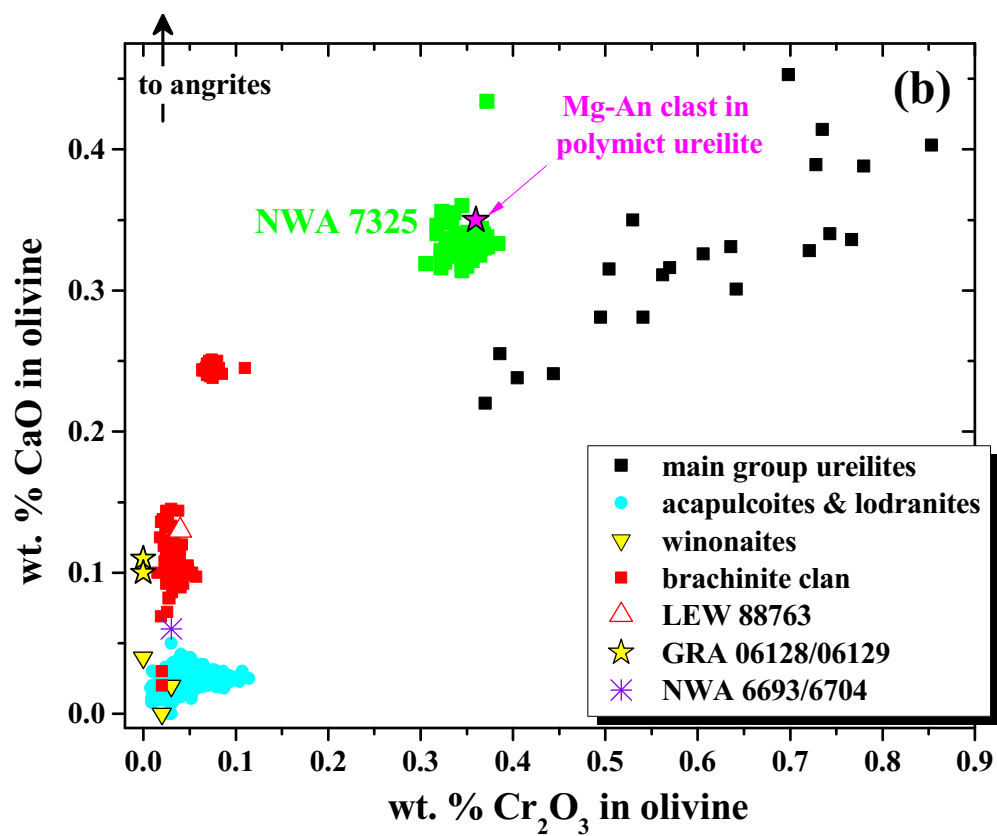 to angrites
(b)
Mg-An clast in
polymict ureilite
NWA 7325
wt. % CaO in olivine
0.4
0.3
0.2
0.1
0.0
main group ureilites
acapulcoites & lodranites
winonaites
brachinite clan
LEW 88763
GRA 06128/06129
NWA 6693/6704
0.0 0.1 0.2 0.3 0.4 0.5 0.6 0.7 0.8 0.9
wt. % Cr₂O₃ in olivine